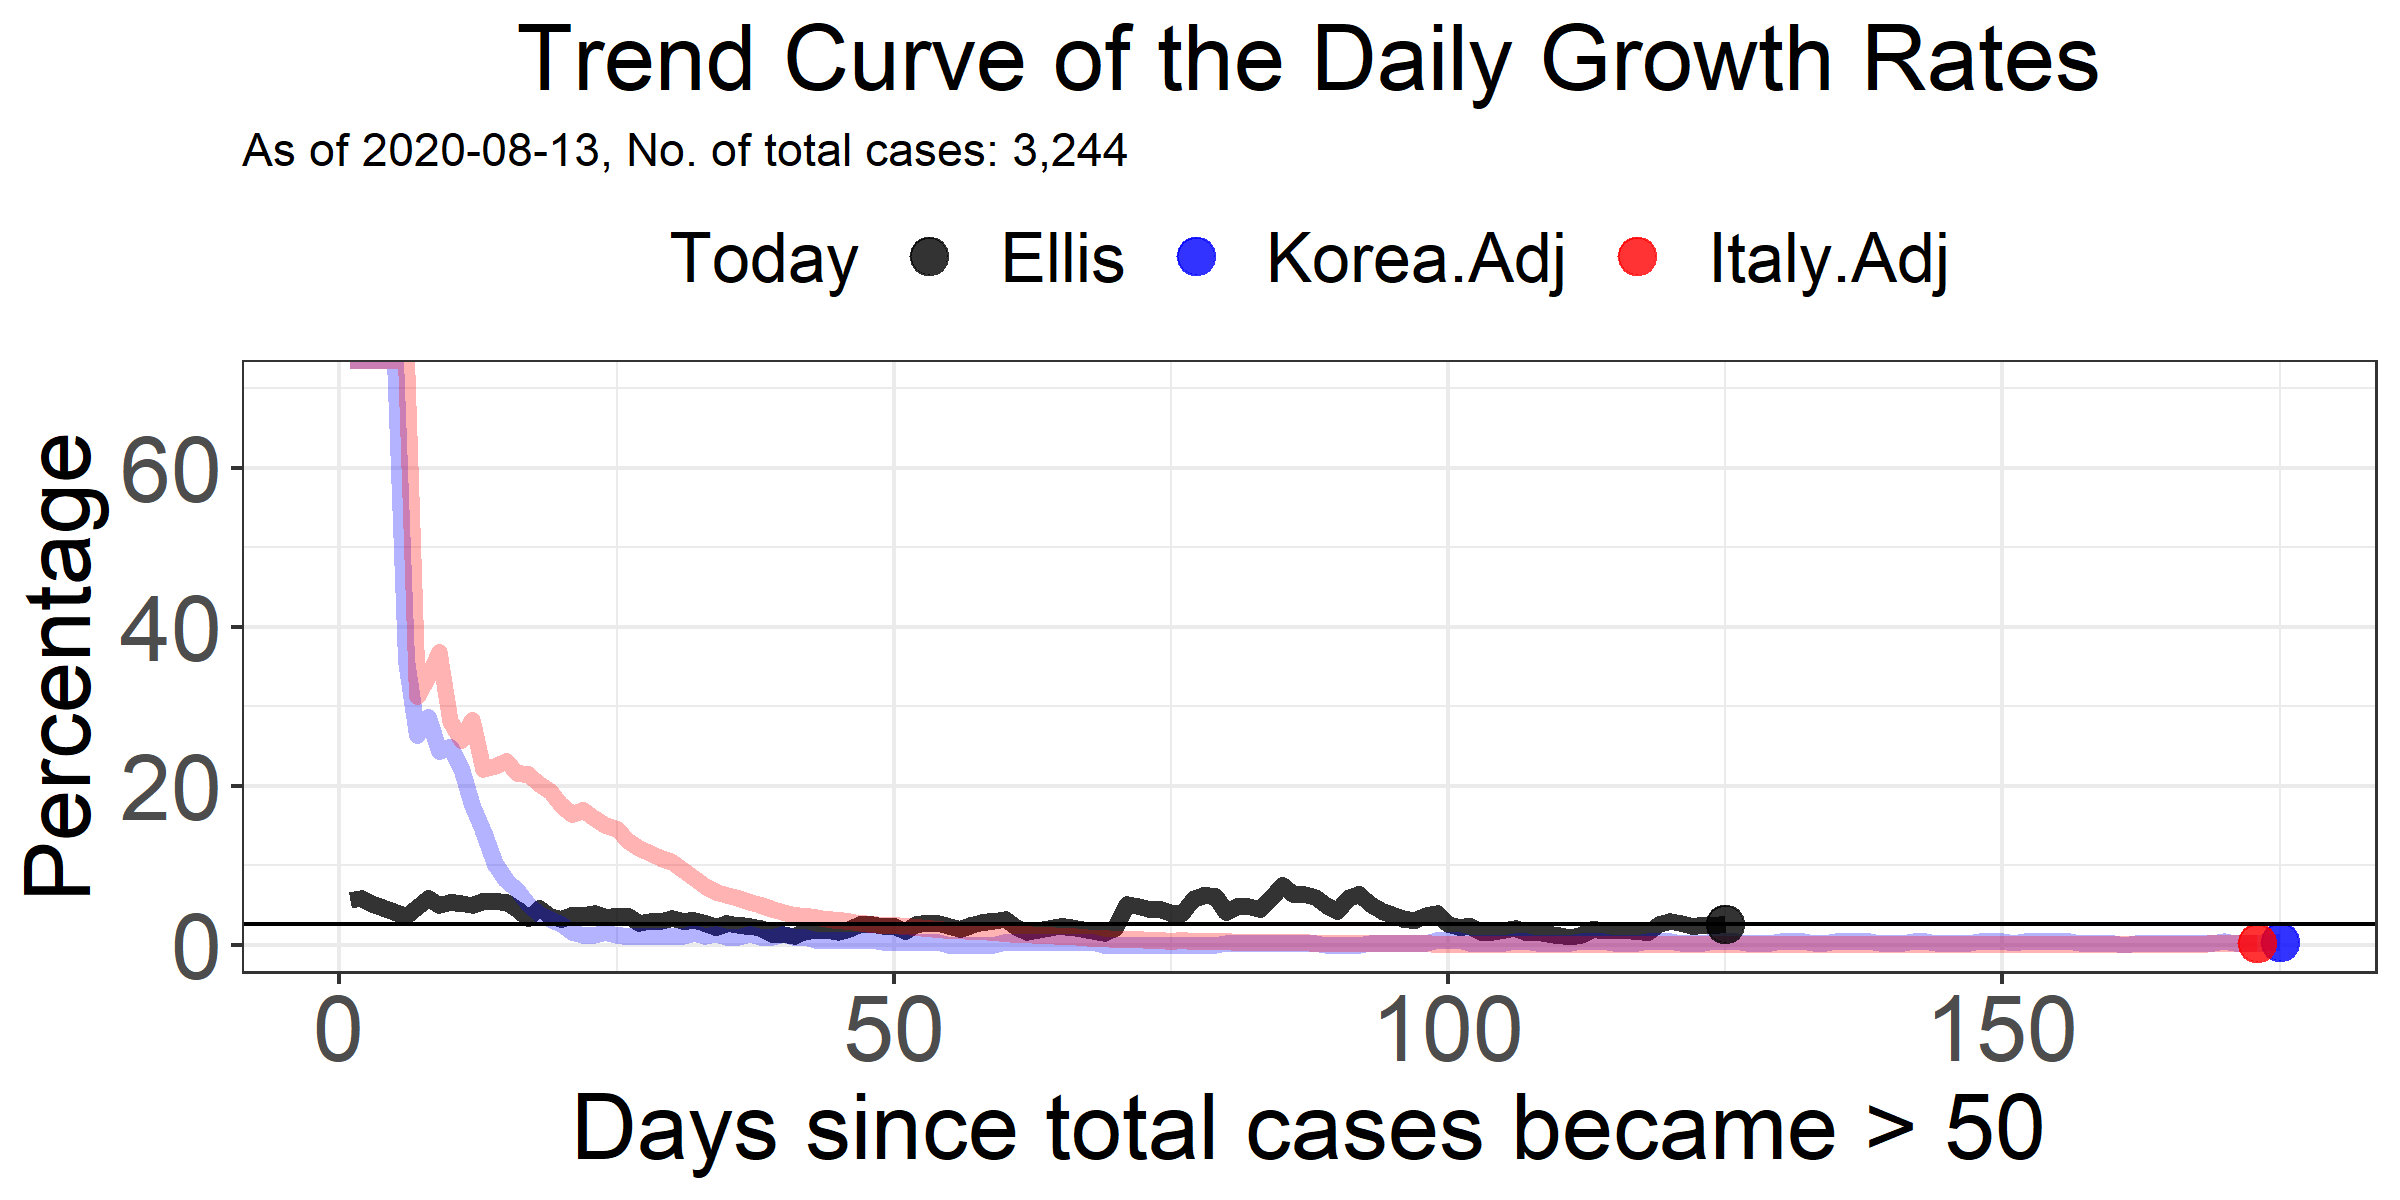 Trend Curve of the Daily Growth Rates
As of 2020-08-13, No. of total cases: 3,244
Today Ellis Korea.Adj Italy.Adj
Percentage
60
40
20
0
0 50 100 150
Days since total cases became > 50